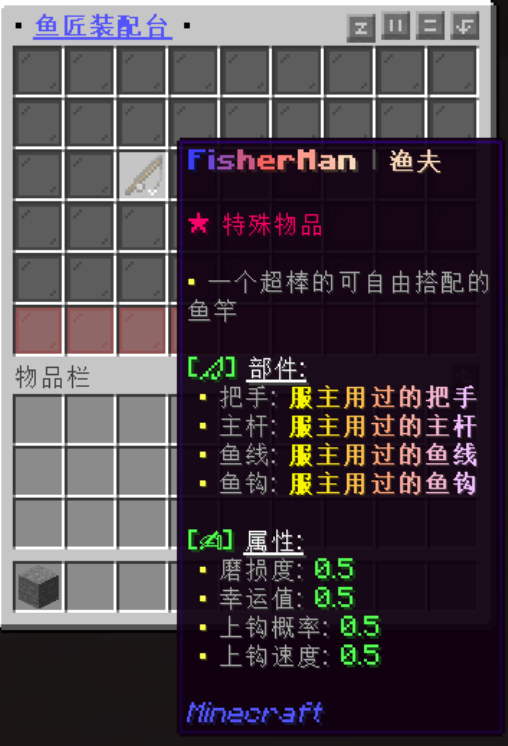 · 鱼匠装配台 ·
FisherMan | 渔夫
★ 特殊物品
· 一个超棒的可自由搭配的
鱼竿
[🎣] 部件:
· 把手: 服主用过的把手
· 主杆: 服主用过的主杆
· 鱼线: 服主用过的鱼线
· 鱼钩: 服主用过的鱼钩
[✍] 属性:
· 磨损度: 0.5
· 幸运值: 0.5
· 上钩概率: 0.5
· 上钩速度: 0.5
Minecraft
物品栏